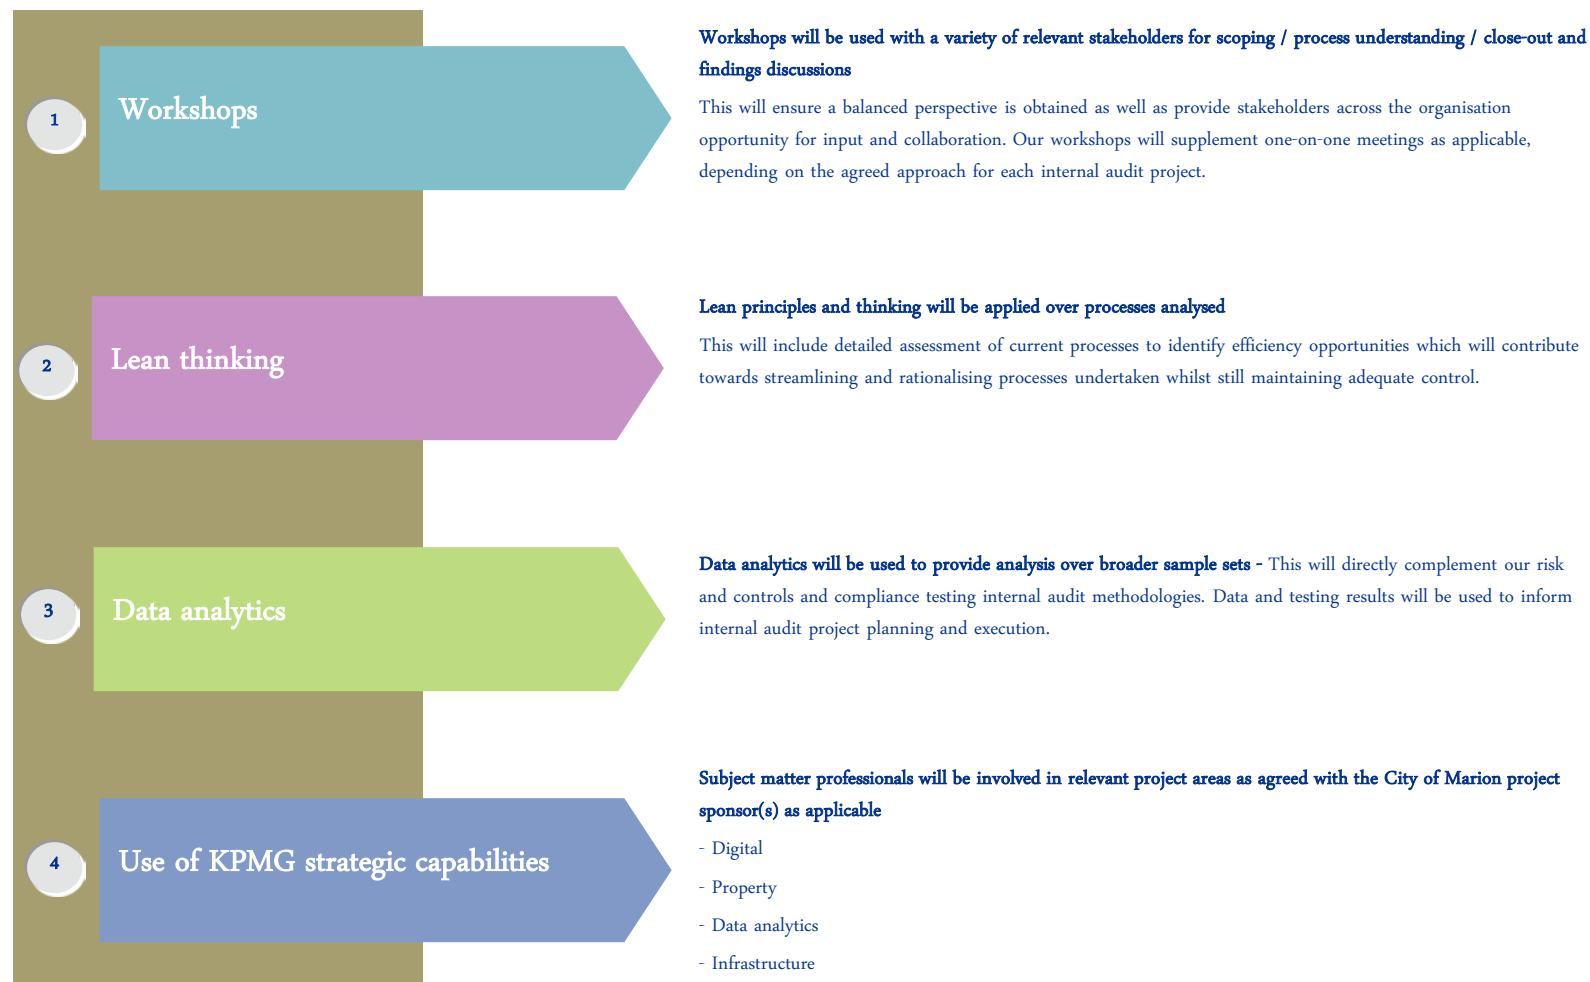 1
Workshops
Workshops will be used with a variety of relevant stakeholders for scoping / process understanding / close-out and
findings discussions
This will ensure a balanced perspective is obtained as well as provide stakeholders across the organisation
opportunity for input and collaboration. Our workshops will supplement one-on-one meetings as applicable,
depending on the agreed approach for each internal audit project.
2
Lean thinking
Lean principles and thinking will be applied over processes analysed
This will include detailed assessment of current processes to identify efficiency opportunities which will contribute
towards streamlining and rationalising processes undertaken whilst still maintaining adequate control.
3
Data analytics
Data analytics will be used to provide analysis over broader sample sets - This will directly complement our risk
and controls and compliance testing internal audit methodologies. Data and testing results will be used to inform
internal audit project planning and execution.
4
Use of KPMG strategic capabilities
Subject matter professionals will be involved in relevant project areas as agreed with the City of Marion project
sponsor(s) as applicable
- Digital
- Property
- Data analytics
- Infrastructure